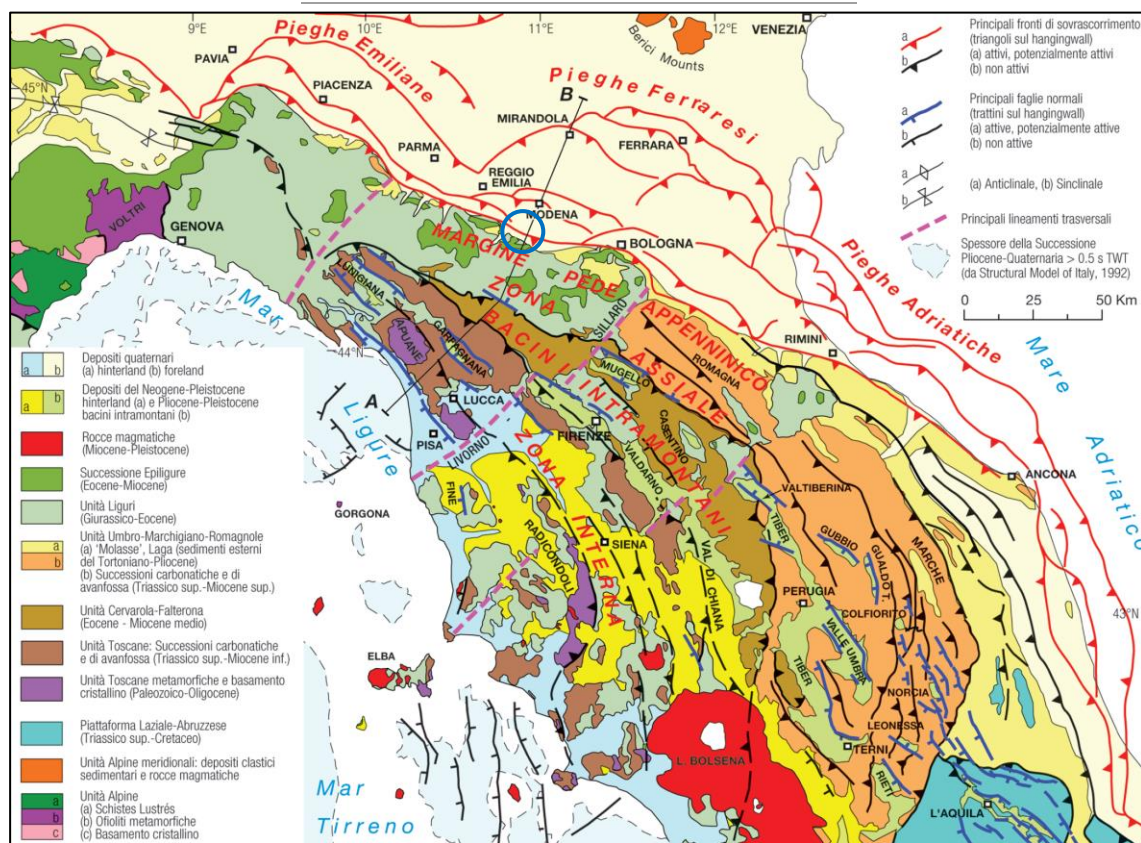 9°E
10°E
11°E
12°E
VENEZIA
Berici Mounts
PAVIA
Pieghe Emiliane
PIACENZA
45°N
B
Pieghe Ferraresi
MIRANDOLA
FERRARA
PARMA
REGGIO
EMILIA
MODENA
BOLOGNA
VOLTRI
GENOVA
MARGINE PEDE APPENNINICO
ZONA ASSIALE
BACINI INTRAMONTANI
ZONA INTERNA
Pieghe Adriatiche
LUNIGIANA
APUANE
GARFAGNANA
SILLARO
ROMAGNA
RIMINI
MUGELLO
Mar Ligure
44°N
A
LUCCA
PISA
LIVORNO
FIRENZE
CASENTINO
VALDARNO
Mare Adriatico
ANCONA
GORGONA
FINE
RADICONDOLI
SIENA
VAL DI CHIANA
VALTIBERINA
TIBER
GUBBIO
GUALDO T.
MARCHE
PERUGIA
COLFIORITO
VALLE UMBRA
TIBER
43°N
NORCIA
LEONESSA
TERNI
RIETI
L'AQUILA
ELBA
L. BOLSENA
Mar
Tirreno
Principali fronti di sovrascorrimento
(triangoli sul hangingwall)
a
(a) attivi, potenzialmente attivi
b
(b) non attivi
Principali faglie normali
(trattini sul hangingwall)
a
(a) attive, potenzialmente attive
b
(b) non attive
a
b
(a) Anticlinale, (b) Sinclinale
Principali lineamenti trasversali
Spessore della Successione
Pliocene-Quaternaria > 0.5 s TWT
(da Structural Model of Italy, 1992)
0 25 50 Km
a b
Depositi quaternari
(a) hinterland (b) foreland
a b
Depositi del Neogene-Pleistocene
hinterland (a) e Pliocene-Pleistocene
bacini intramontani (b)
Rocce magmatiche
(Miocene-Pleistocene)
Successione Epiligure
(Eocene-Miocene)
Unità Liguri
(Giurassico-Eocene)
Unità Umbro-Marchigiano-Romagnole
a
(a) 'Molasse', Laga (sedimenti esterni
b
del Tortoniano-Pliocene)
(b) Successioni carbonatiche e di
avanfossa (Triassico sup.-Miocene sup.)
Unità Cervarola-Falterona
(Eocene - Miocene medio)
Unità Toscane: Successioni carbonatiche
e di avanfossa (Triassico sup.-Miocene inf.)
Unità Toscane metamorfiche e basamento
cristallino (Paleozoico-Oligocene)
Piattaforma Laziale-Abruzzese
(Triassico sup.-Cretaceo)
Unità Alpine meridionali: depositi clastici
sedimentari e rocce magmatiche
Unità Alpine
a
(a) Schistes Lustrés
b
(b) Ofioliti metamorfiche
c
(c) Basamento cristallino